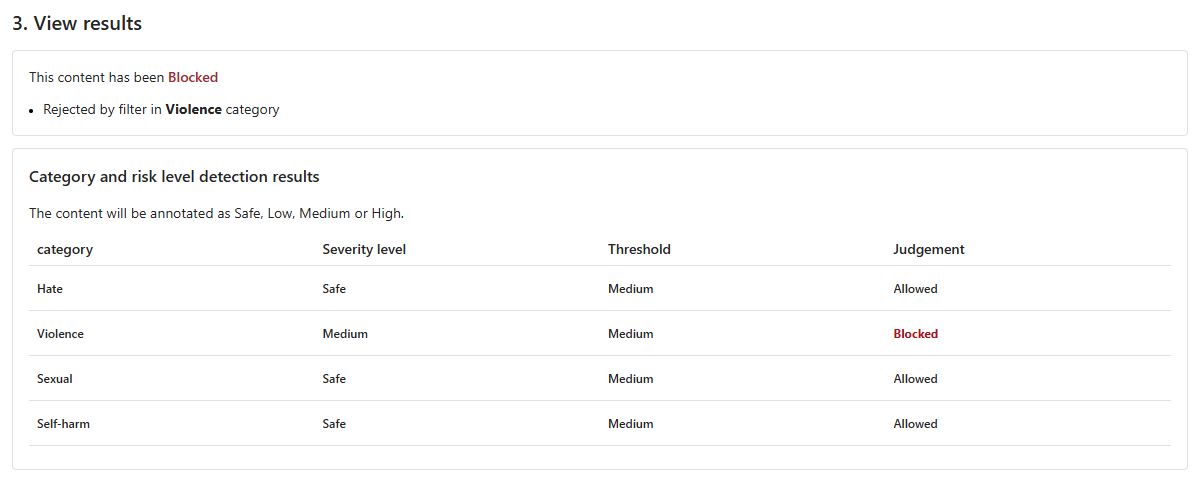 3. View results
This content has been Blocked
• Rejected by filter in Violence category
Category and risk level detection results
The content will be annotated as Safe, Low, Medium or High.
category Severity level Threshold Judgement
Hate Safe Medium Allowed
Violence Medium Medium Blocked
Sexual Safe Medium Allowed
Self-harm Safe Medium Allowed